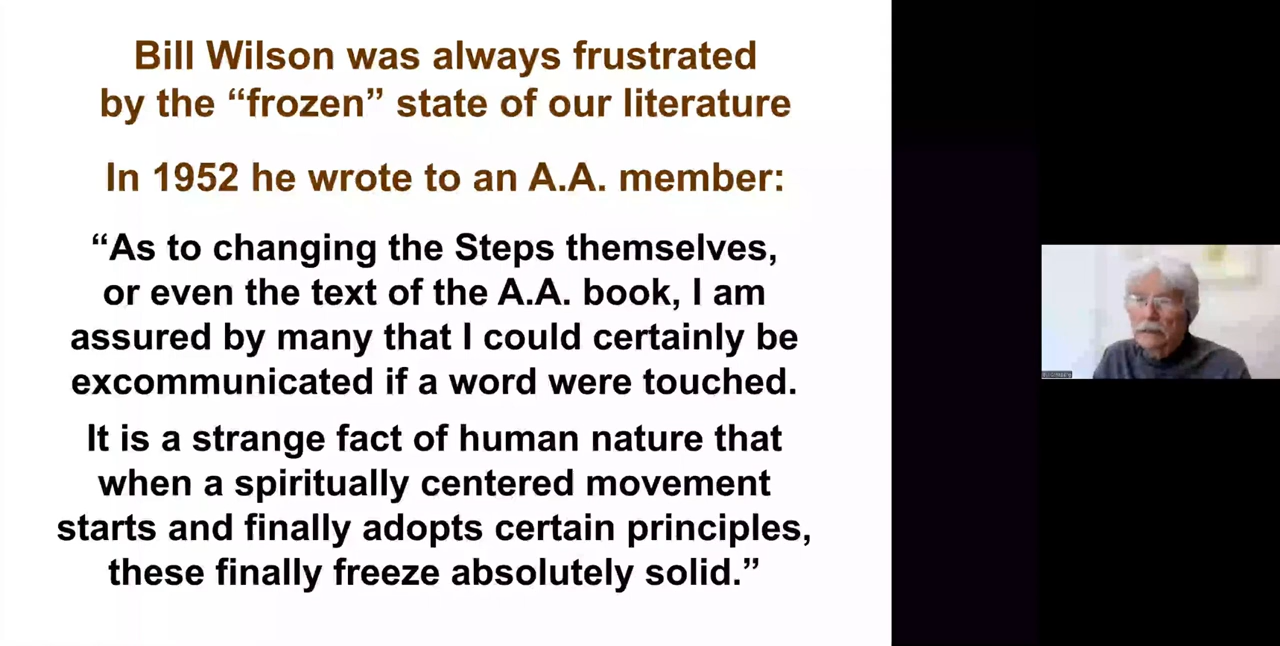 Bill Wilson was always frustrated
by the “frozen” state of our literature
In 1952 he wrote to an A.A. member:
“As to changing the Steps themselves,
or even the text of the A.A. book, I am
assured by many that I could certainly be
excommunicated if a word were touched.
It is a strange fact of human nature that
when a spiritually centered movement
starts and finally adopts certain principles,
these finally freeze absolutely solid.”